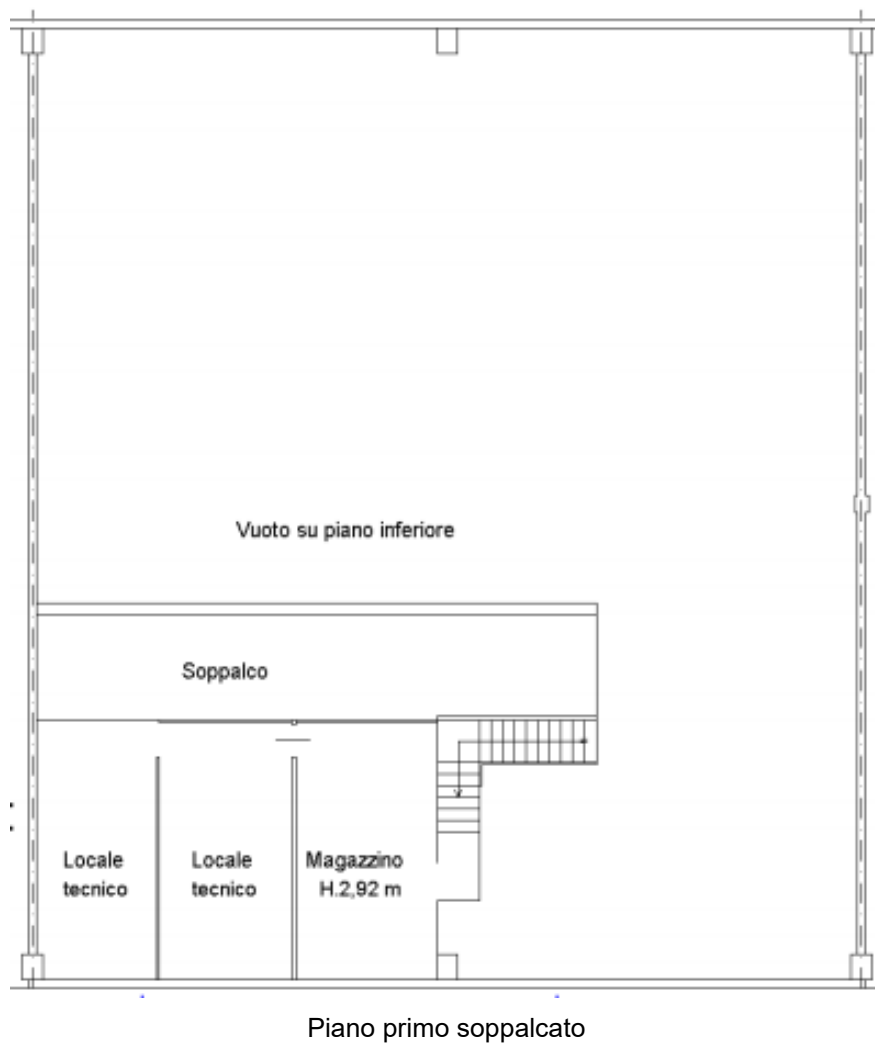 Vuoto su piano inferiore
Soppalco
Locale
tecnico
Locale
tecnico
Magazzino
H.2,92 m
Piano primo soppalcato